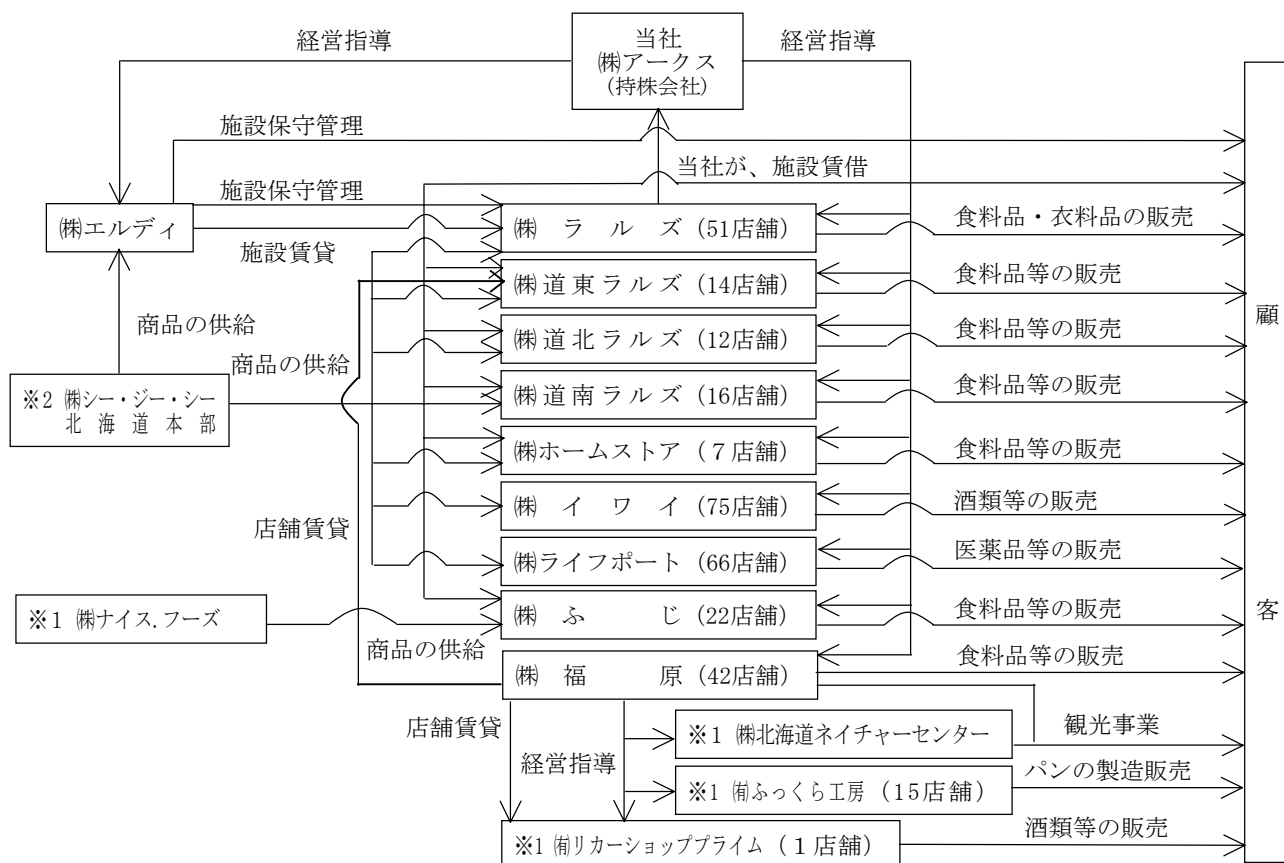 経営指導
当社
㈱アークス
(持株会社)
経営指導
施設保守管理
当社が、施設賃借
施設保守管理
㈱エルディ
施設賃貸
㈱ラルズ(51店舗)
食料品・衣料品の販売
㈱道東ラルズ(14店舗)
食料品等の販売
商品の供給
㈱道北ラルズ(12店舗)
食料品等の販売
顧
商品の供給
※2 ㈱シー・ジー・シー
北海道本部
㈱道南ラルズ(16店舗)
食料品等の販売
㈱ホームストア(7店舗)
食料品等の販売
㈱イワイ(75店舗)
酒類等の販売
店舗賃貸
㈱ライフポート(66店舗)
医薬品等の販売
※1 ㈱ナイス.フーズ
㈱ふじ(22店舗)
食料品等の販売
客
商品の供給
㈱福原(42店舗)
食料品等の販売
店舗賃貸
※1 ㈱北海道ネイチャーセンター
観光事業
経営指導
※1 ㈲ふっくら工房(15店舗)
パンの製造販売
※1 ㈲リカーショッププライム(1店舗)
酒類等の販売